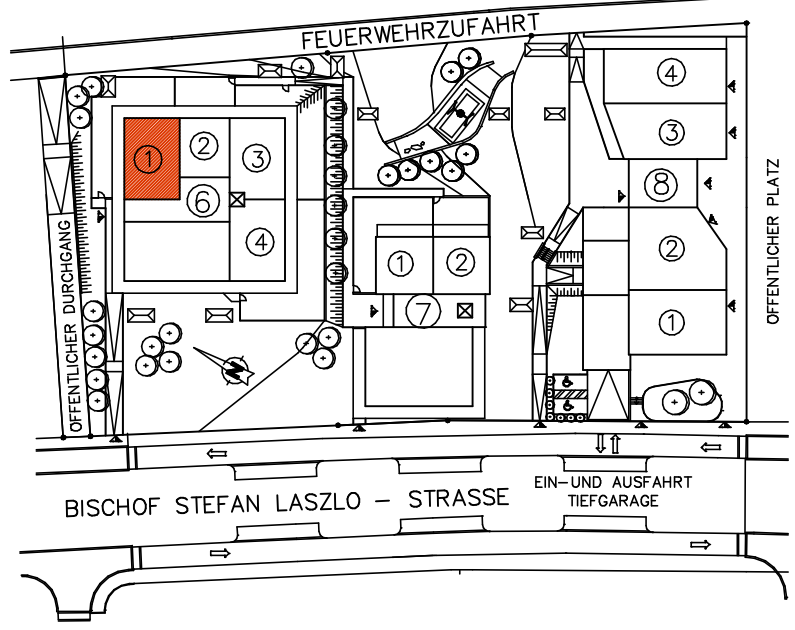 FEUERWEHRZUFAHRT
1
2
3
6
4
4
3
8
2
1
1
2
7
N
ÖFFENTLICHER DURCHGANG
ÖFFENTLICHER PLATZ
BISCHOF STEFAN LASZLO – STRASSE
EIN–UND AUSFAHRT
TIEFGARAGE